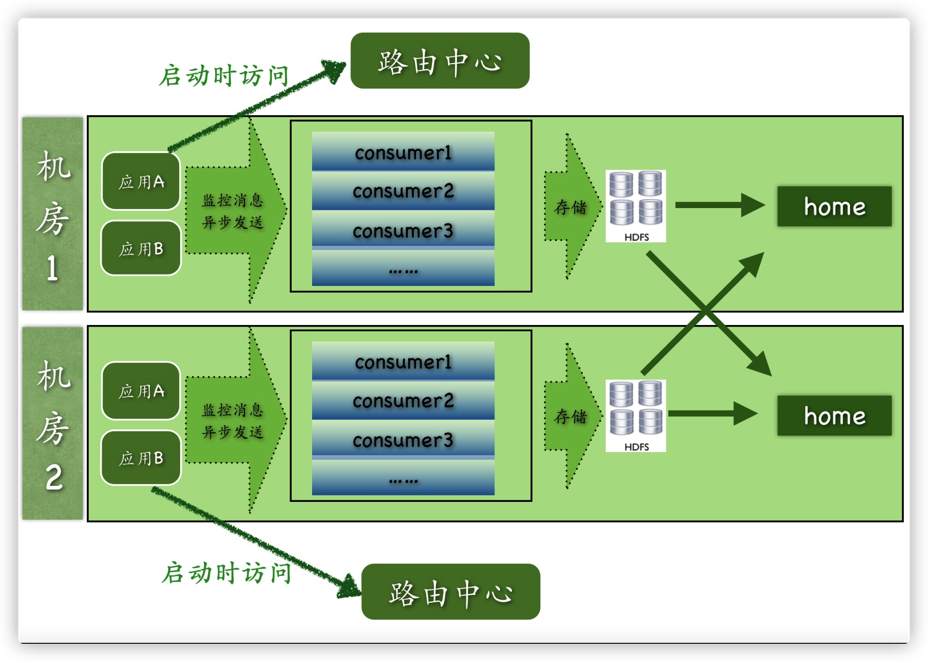 路由中心
启动时访问
机
房
1
应用A
应用B
监控消息
异步发送
consumer1
consumer2
consumer3
……
存储
HDFS
home
机
房
2
应用A
应用B
监控消息
异步发送
consumer1
consumer2
consumer3
……
存储
HDFS
home
启动时访问
路由中心